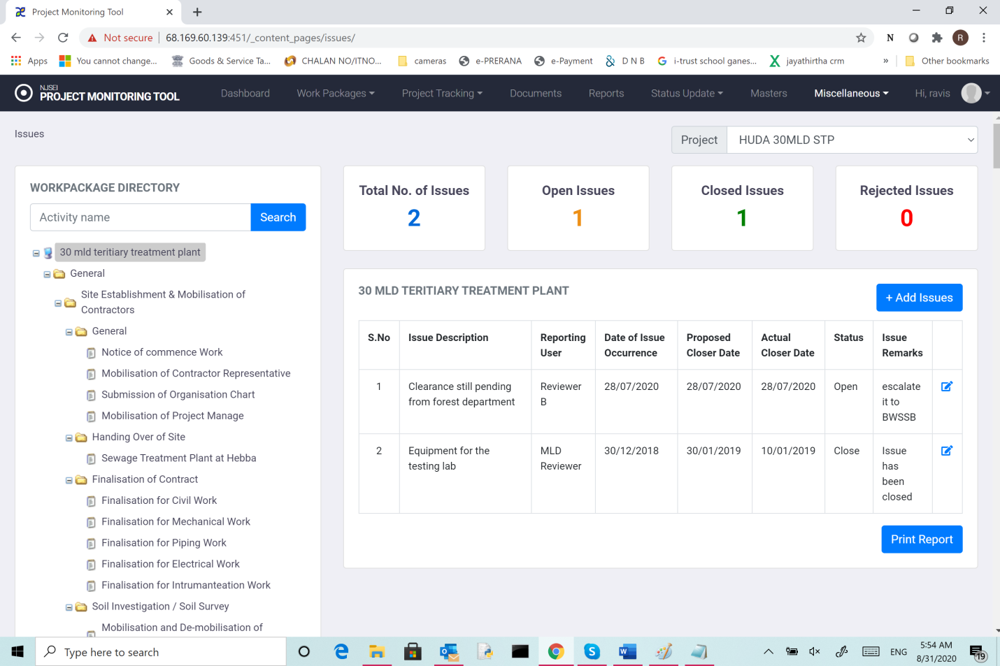 Project Monitoring Tool
Not secure | 68.169.60.139:451/_content_pages/issues/
N
R
Apps
You cannot change...
Goods & Service Ta...
CHALAN NO/ITNO...
cameras
e-PRERANA
e-Payment
D N B
i-trust school ganes...
jayathirtha crm
»
Other bookmarks
NJSEI
PROJECT MONITORING TOOL
Dashboard
Work Packages
Project Tracking
Documents
Reports
Status Update
Masters
Miscellaneous
Hi, ravis
Issues
Project
HUDA 30MLD STP
WORKPACKAGE DIRECTORY
Activity name
Search
30 mld teritiary treatment plant
General
Site Establishment & Mobilisation of
Contractors
General
Notice of commence Work
Mobilisation of Contractor Representative
Submission of Organisation Chart
Mobilisation of Project Manage
Handing Over of Site
Sewage Treatment Plant at Hebba
Finalisation of Contract
Finalisation for Civil Work
Finalisation for Mechanical Work
Finalisation for Piping Work
Finalisation for Electrical Work
Finalisation for Intrumanteation Work
Soil Investigation / Soil Survey
Mobilisation and De-mobilisation of
Total No. of Issues
2
Open Issues
1
Closed Issues
1
Rejected Issues
0
30 MLD TERITIARY TREATMENT PLANT
+ Add Issues
S.No
Issue Description
Reporting
User
Date of Issue
Occurrence
Proposed
Closer Date
Actual
Closer Date
Status
Issue
Remarks
1
Clearance still pending
from forest department
Reviewer
B
28/07/2020
28/07/2020
28/07/2020
Open
escalate
it to
BWSSB
2
Equipment for the
testing lab
MLD
Reviewer
30/12/2018
30/01/2019
10/01/2019
Close
Issue
has
been
closed
Print Report
Type here to search
ENG
5:54 AM
8/31/2020
19